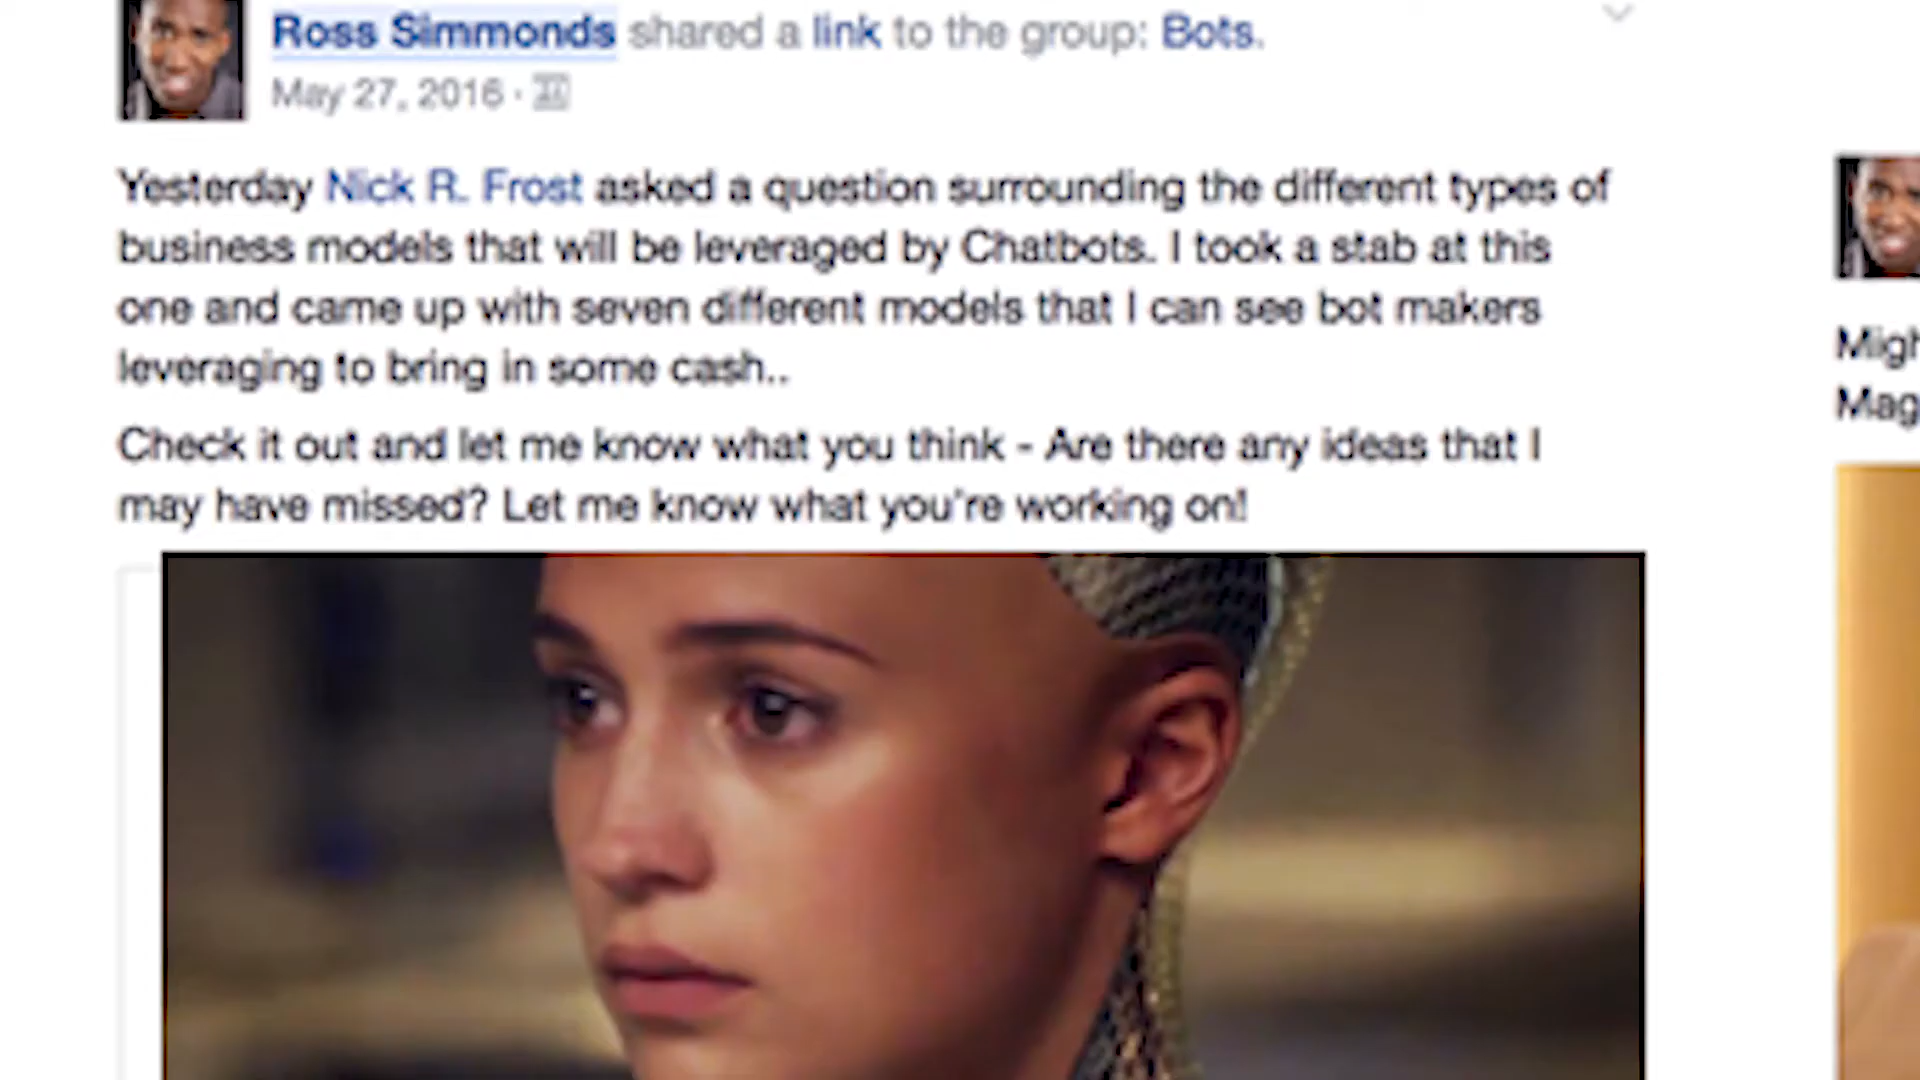 Ross Simmonds shared a link to the group: Bots.
May 27, 2016 ·
Yesterday Nick R. Frost asked a question surrounding the different types of
business models that will be leveraged by Chatbots. I took a stab at this
one and came up with seven different models that I can see bot makers
leveraging to bring in some cash..
Check it out and let me know what you think - Are there any ideas that I
may have missed? Let me know what you're working on!